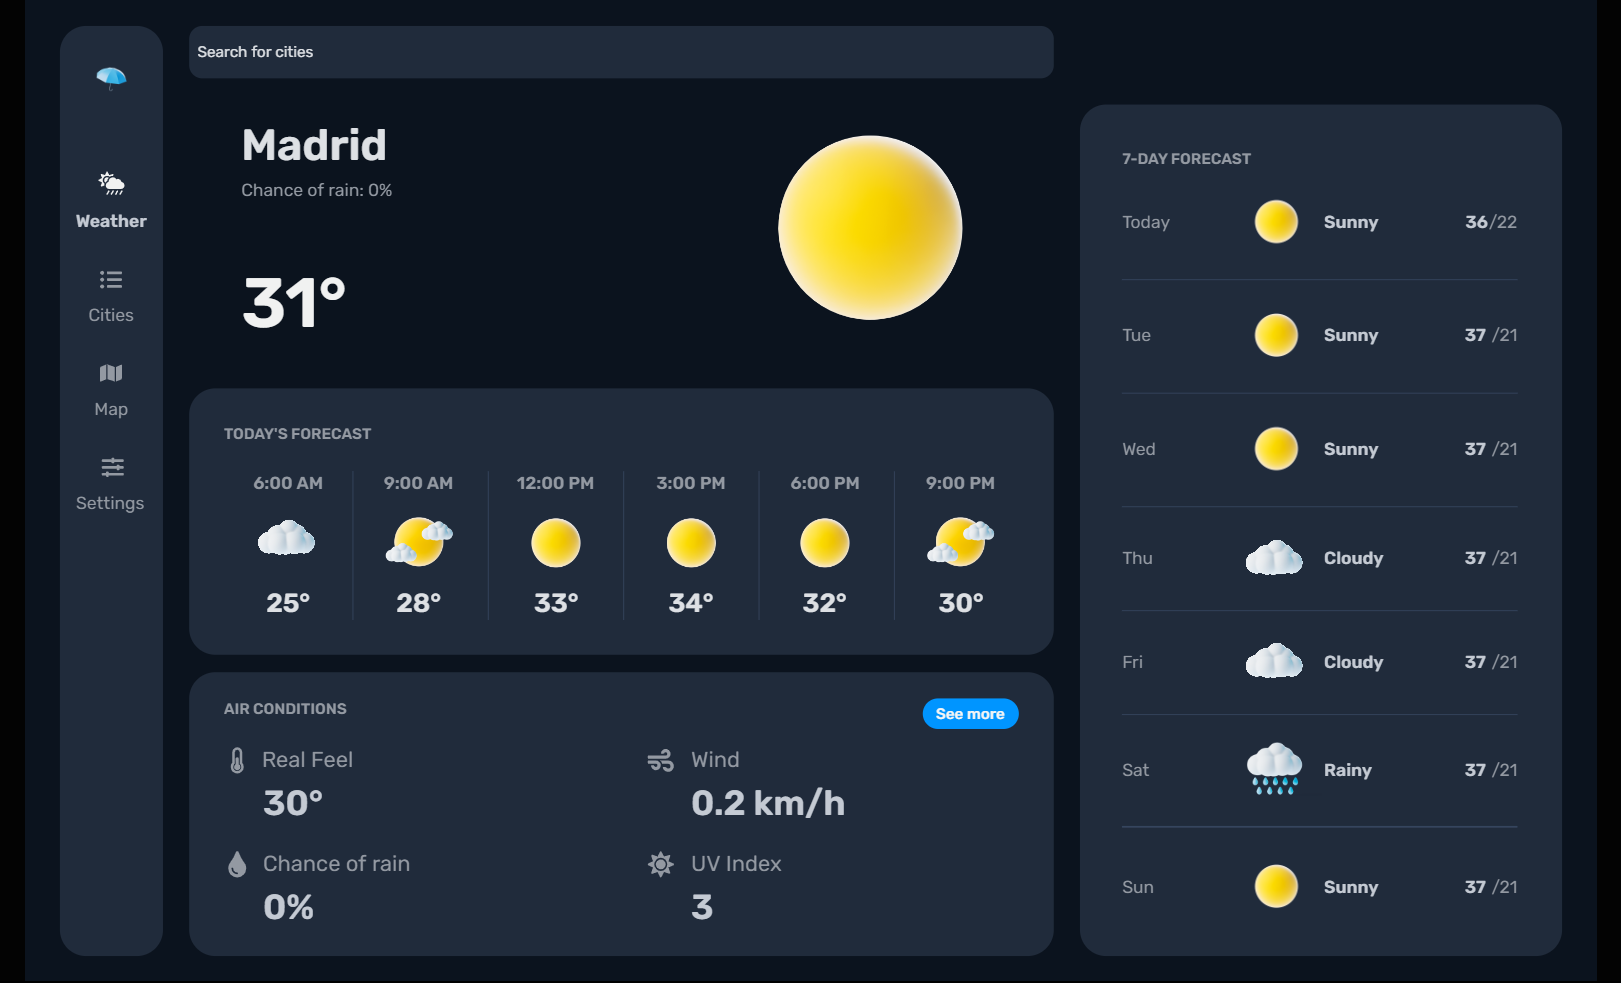 Search for cities
Weather
Cities
Map
Settings
Madrid
Chance of rain: 0%
31°
TODAY'S FORECAST
6:00 AM 9:00 AM 12:00 PM 3:00 PM 6:00 PM 9:00 PM
25° 28° 33° 34° 32° 30°
AIR CONDITIONS
See more
Real Feel
30°
Wind
0.2 km/h
Chance of rain
0%
UV Index
3
7-DAY FORECAST
Today Sunny 36/22
Tue Sunny 37 /21
Wed Sunny 37 /21
Thu Cloudy 37 /21
Fri Cloudy 37 /21
Sat Rainy 37 /21
Sun Sunny 37 /21